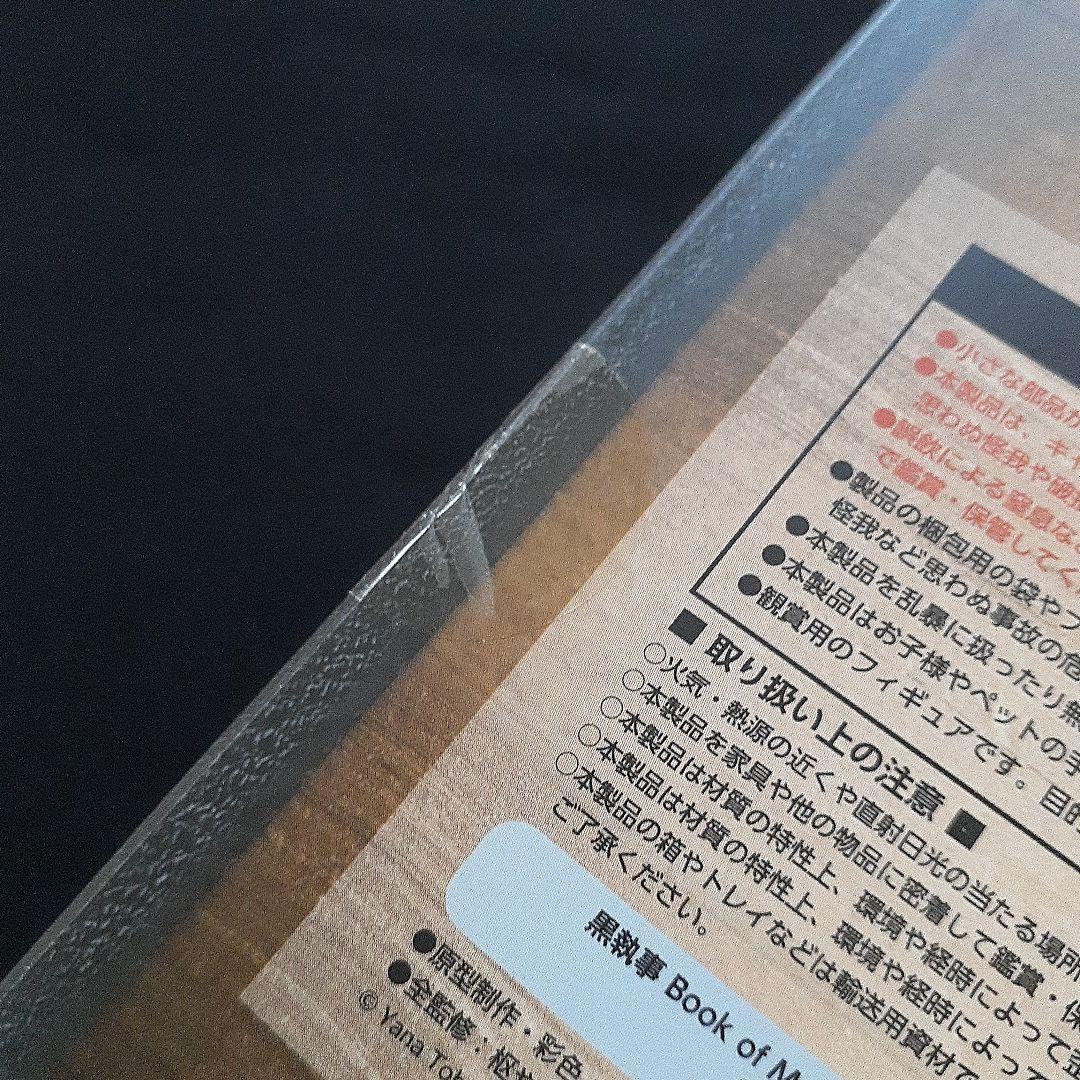 ●小さな部品が
●本製品は、キャ
思わぬ怪我や破損
●誤飲による窒息など
で鑑賞・保管してく
●製品の梱包用の袋やフ
怪我など思わぬ事故の危
●本製品を乱暴に扱ったり無
●本製品はお子様やペットの手
●観賞用のフィギュアです。目的
■ 取り扱い上の注意 ■
○火気・熱源の近くや直射日光の当たる場所
○本製品を家具や他の物品に密着して鑑賞・保
○本製品は材質の特性上、環境や経時によって
○本製品は材質の特性上、環境や経時によって
○本製品の箱やトレイなどは輸送用資材で
ご了承ください。
黒執事 Book of M
●原型制作・彩色
●全監修：枢
© Yana Tob